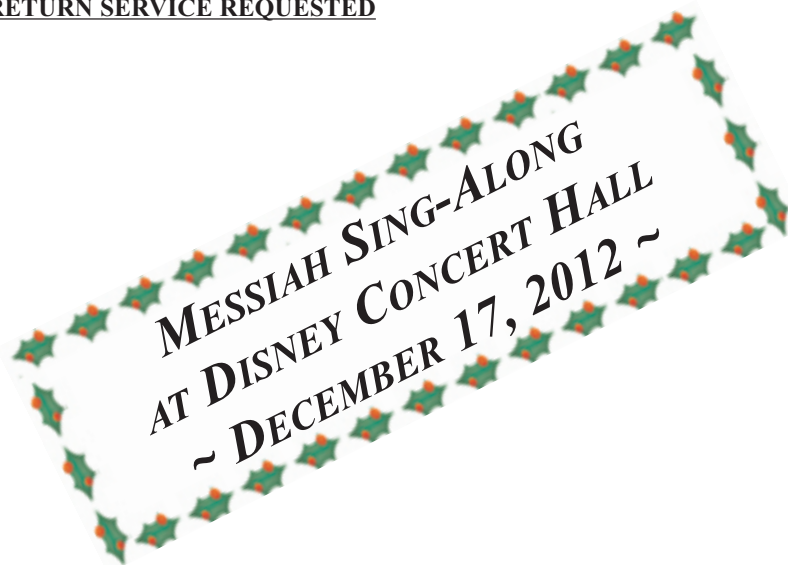 RETURN SERVICE REQUESTED
MESSIAH SING-ALONG
AT DISNEY CONCERT HALL
~ DECEMBER 17, 2012 ~